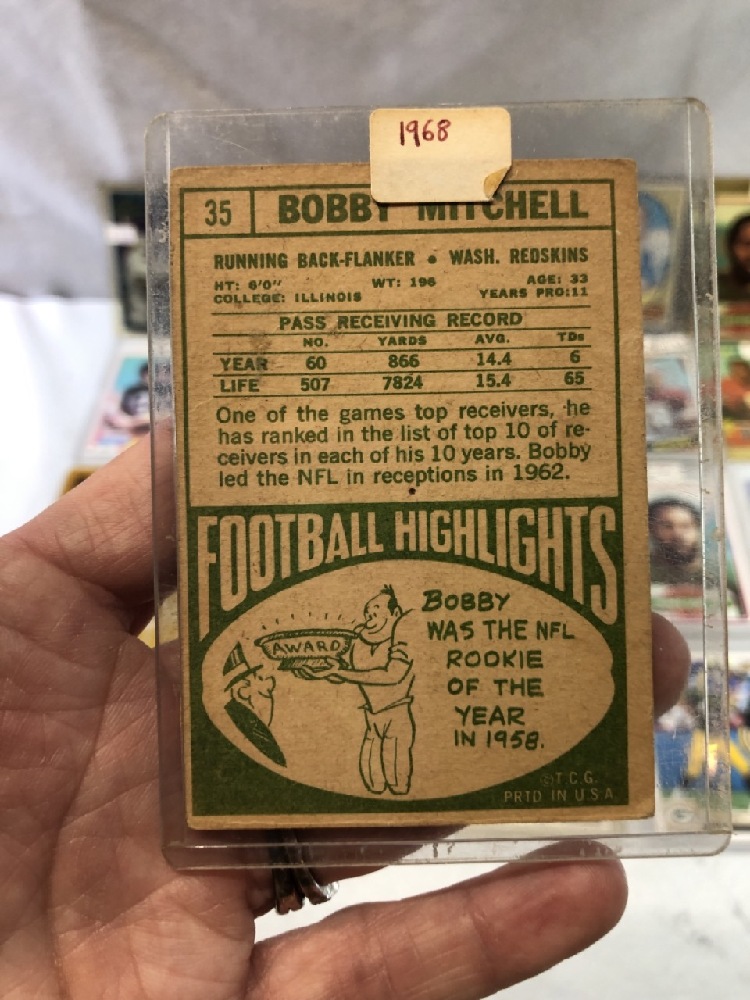 1968
35 BOBBY MITCHELL
RUNNING BACK-FLANKER • WASH. REDSKINS
HT: 6'0" WT: 196 AGE: 33
COLLEGE: ILLINOIS YEARS PRO: 11
PASS RECEIVING RECORD
NO. YARDS AVG. TDs
YEAR 60 866 14.4 6
LIFE 507 7824 15.4 65
One of the games top receivers, he
has ranked in the list of top 10 of re-
ceivers in each of his 10 years. Bobby
led the NFL in receptions in 1962.
FOOTBALL HIGHLIGHTS
AWARD
BOBBY
WAS THE NFL
ROOKIE
OF THE
YEAR
IN 1958.
©T.C.G.
PRTD IN U.S.A.